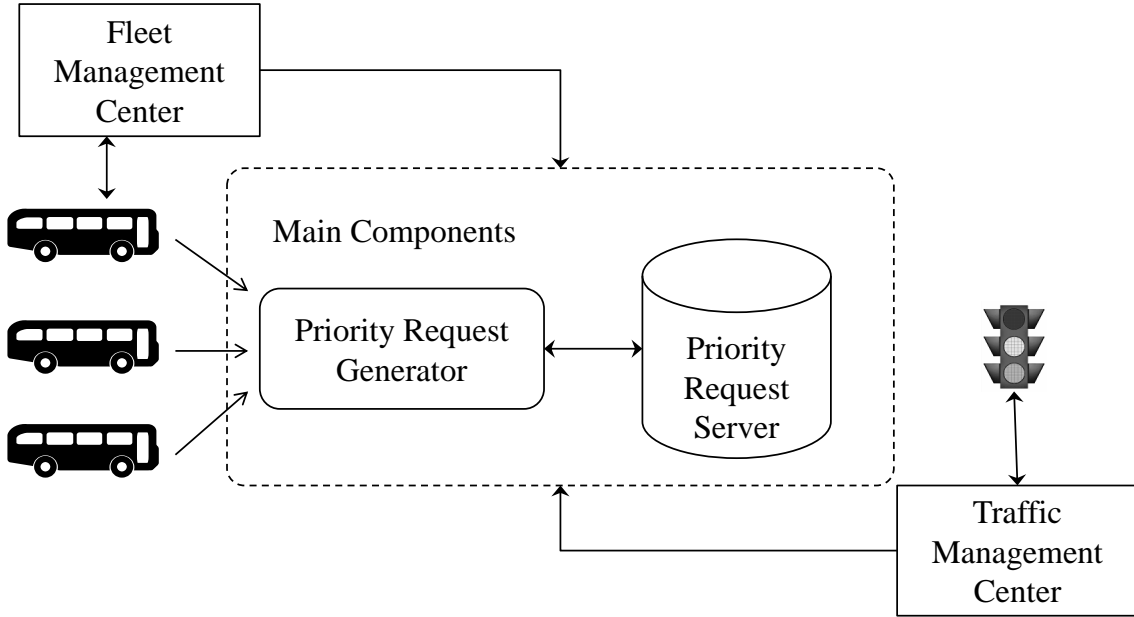 Fleet
Management
Center
Main Components
Priority Request
Generator
Priority
Request
Server
Traffic
Management
Center